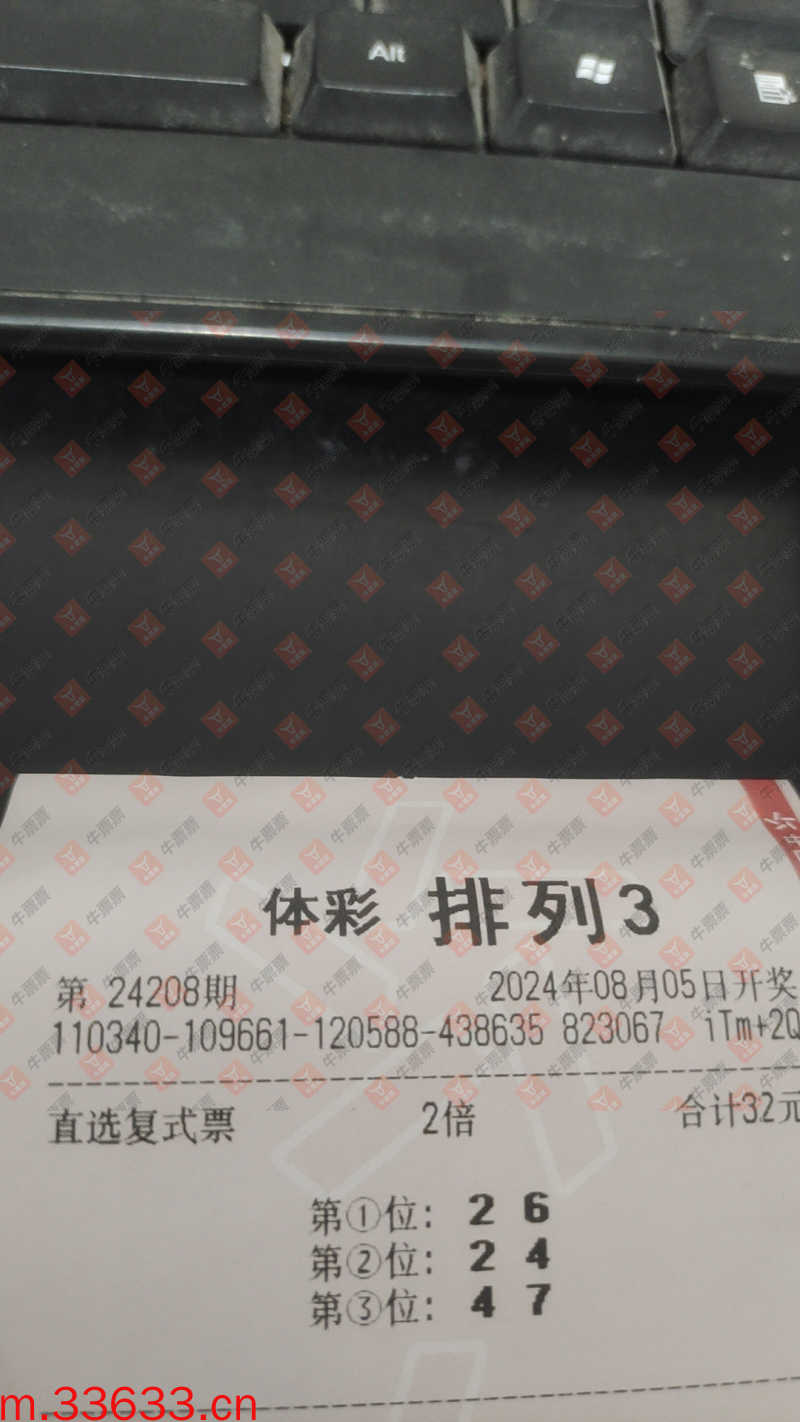 Alt
体彩 排列3
第 24208期 2024年08月05日开奖
110340-109661-120588-438635 823067 iTm+2Q
直选复式票 2倍 合计32元
第①位: 2 6
第②位: 2 4
第③位: 4 7
牛票票
m.33633.cn